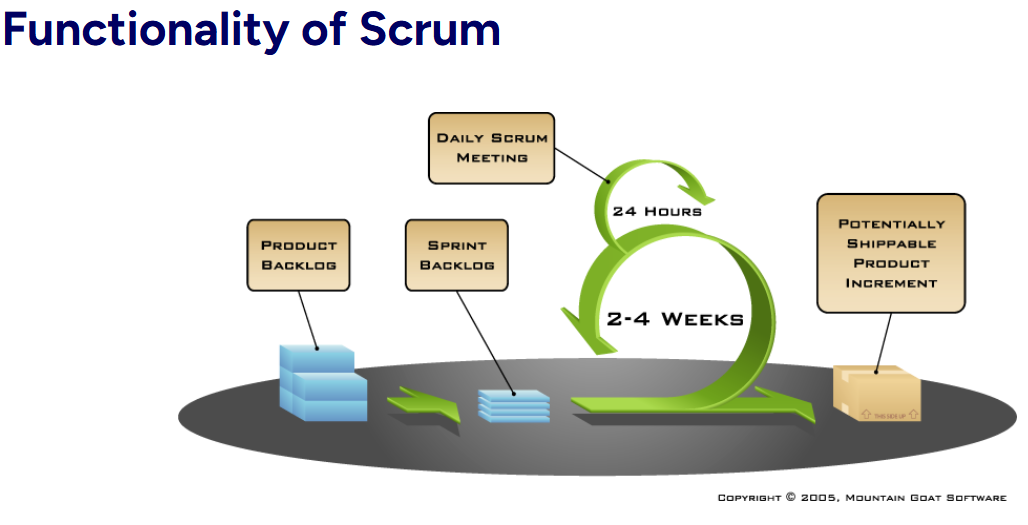 Functionality of Scrum
DAILY SCRUM
MEETING
24 HOURS
PRODUCT
BACKLOG
SPRINT
BACKLOG
POTENTIALLY
SHIPPABLE
PRODUCT
INCREMENT
2-4 WEEKS
THIS SIDE UP
COPYRIGHT © 2005, MOUNTAIN GOAT SOFTWARE